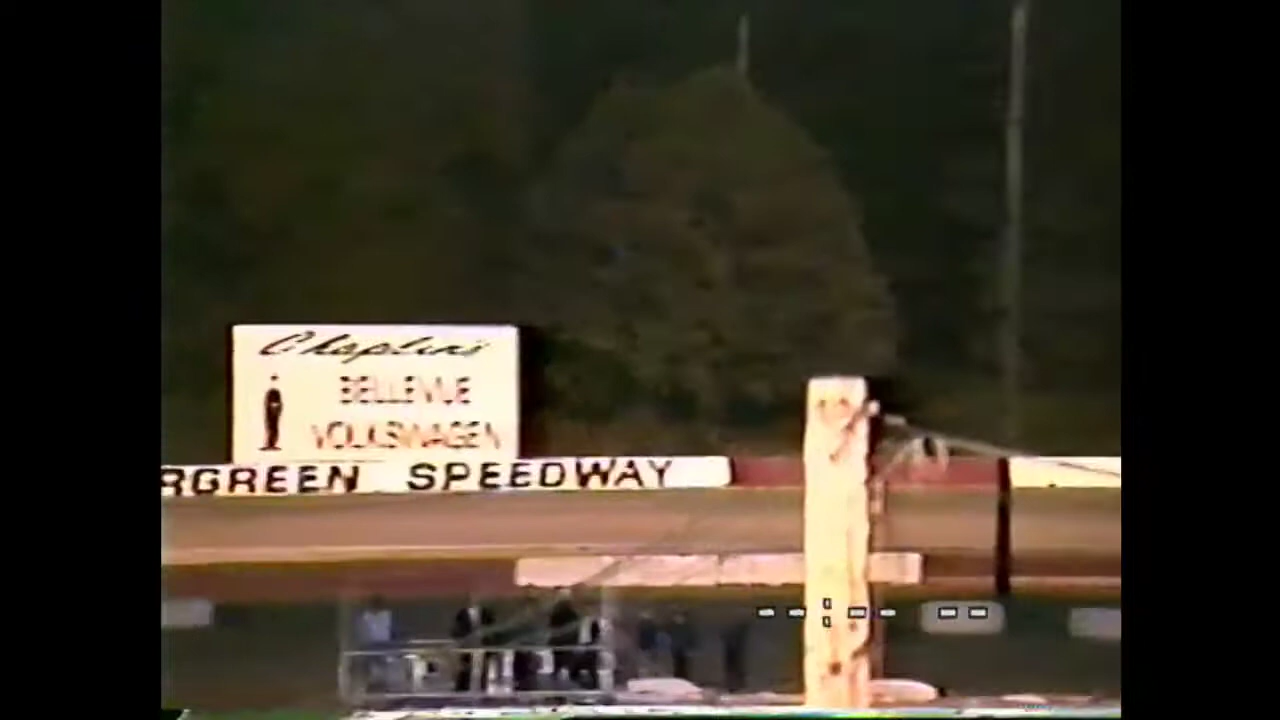 Chaplin's
BELLEVUE
VOLKSWAGEN
RGREEN SPEEDWAY
--:-- --